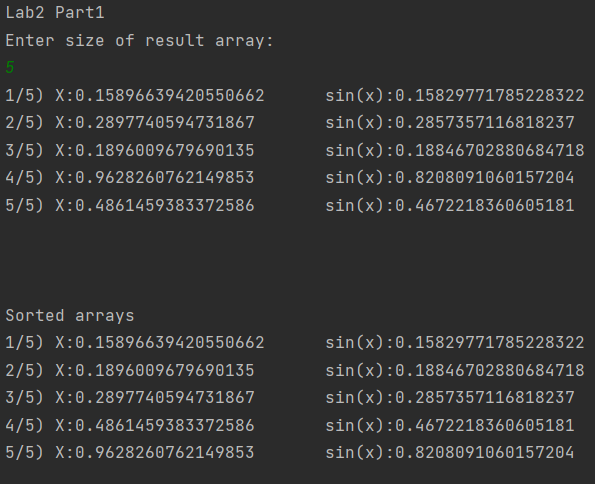 Lab2 Part1
Enter size of result array:
5
1/5) X:0.15896639420550662 sin(x):0.15829771785228322
2/5) X:0.2897740594731867 sin(x):0.2857357116818237
3/5) X:0.1896009679690135 sin(x):0.18846702880684718
4/5) X:0.9628260762149853 sin(x):0.8208091060157204
5/5) X:0.4861459383372586 sin(x):0.4672218360605181
Sorted arrays
1/5) X:0.15896639420550662 sin(x):0.15829771785228322
2/5) X:0.1896009679690135 sin(x):0.18846702880684718
3/5) X:0.2897740594731867 sin(x):0.2857357116818237
4/5) X:0.4861459383372586 sin(x):0.4672218360605181
5/5) X:0.9628260762149853 sin(x):0.8208091060157204